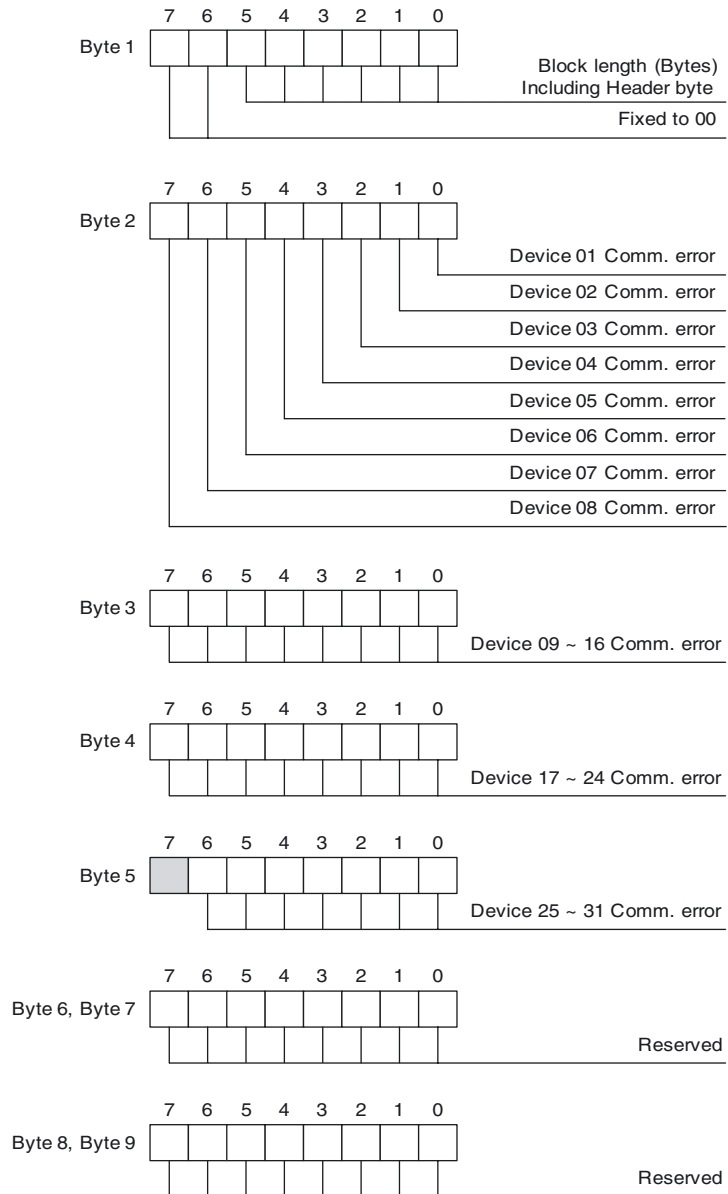 7 6 5 4 3 2 1 0
Byte 1
Block length (Bytes)
Including Header byte
Fixed to 00
7 6 5 4 3 2 1 0
Byte 2
Device 01 Comm. error
Device 02 Comm. error
Device 03 Comm. error
Device 04 Comm. error
Device 05 Comm. error
Device 06 Comm. error
Device 07 Comm. error
Device 08 Comm. error
7 6 5 4 3 2 1 0
Byte 3
Device 09 ~ 16 Comm. error
7 6 5 4 3 2 1 0
Byte 4
Device 17 ~ 24 Comm. error
7 6 5 4 3 2 1 0
Byte 5
Device 25 ~ 31 Comm. error
7 6 5 4 3 2 1 0
Byte 6, Byte 7
Reserved
7 6 5 4 3 2 1 0
Byte 8, Byte 9
Reserved